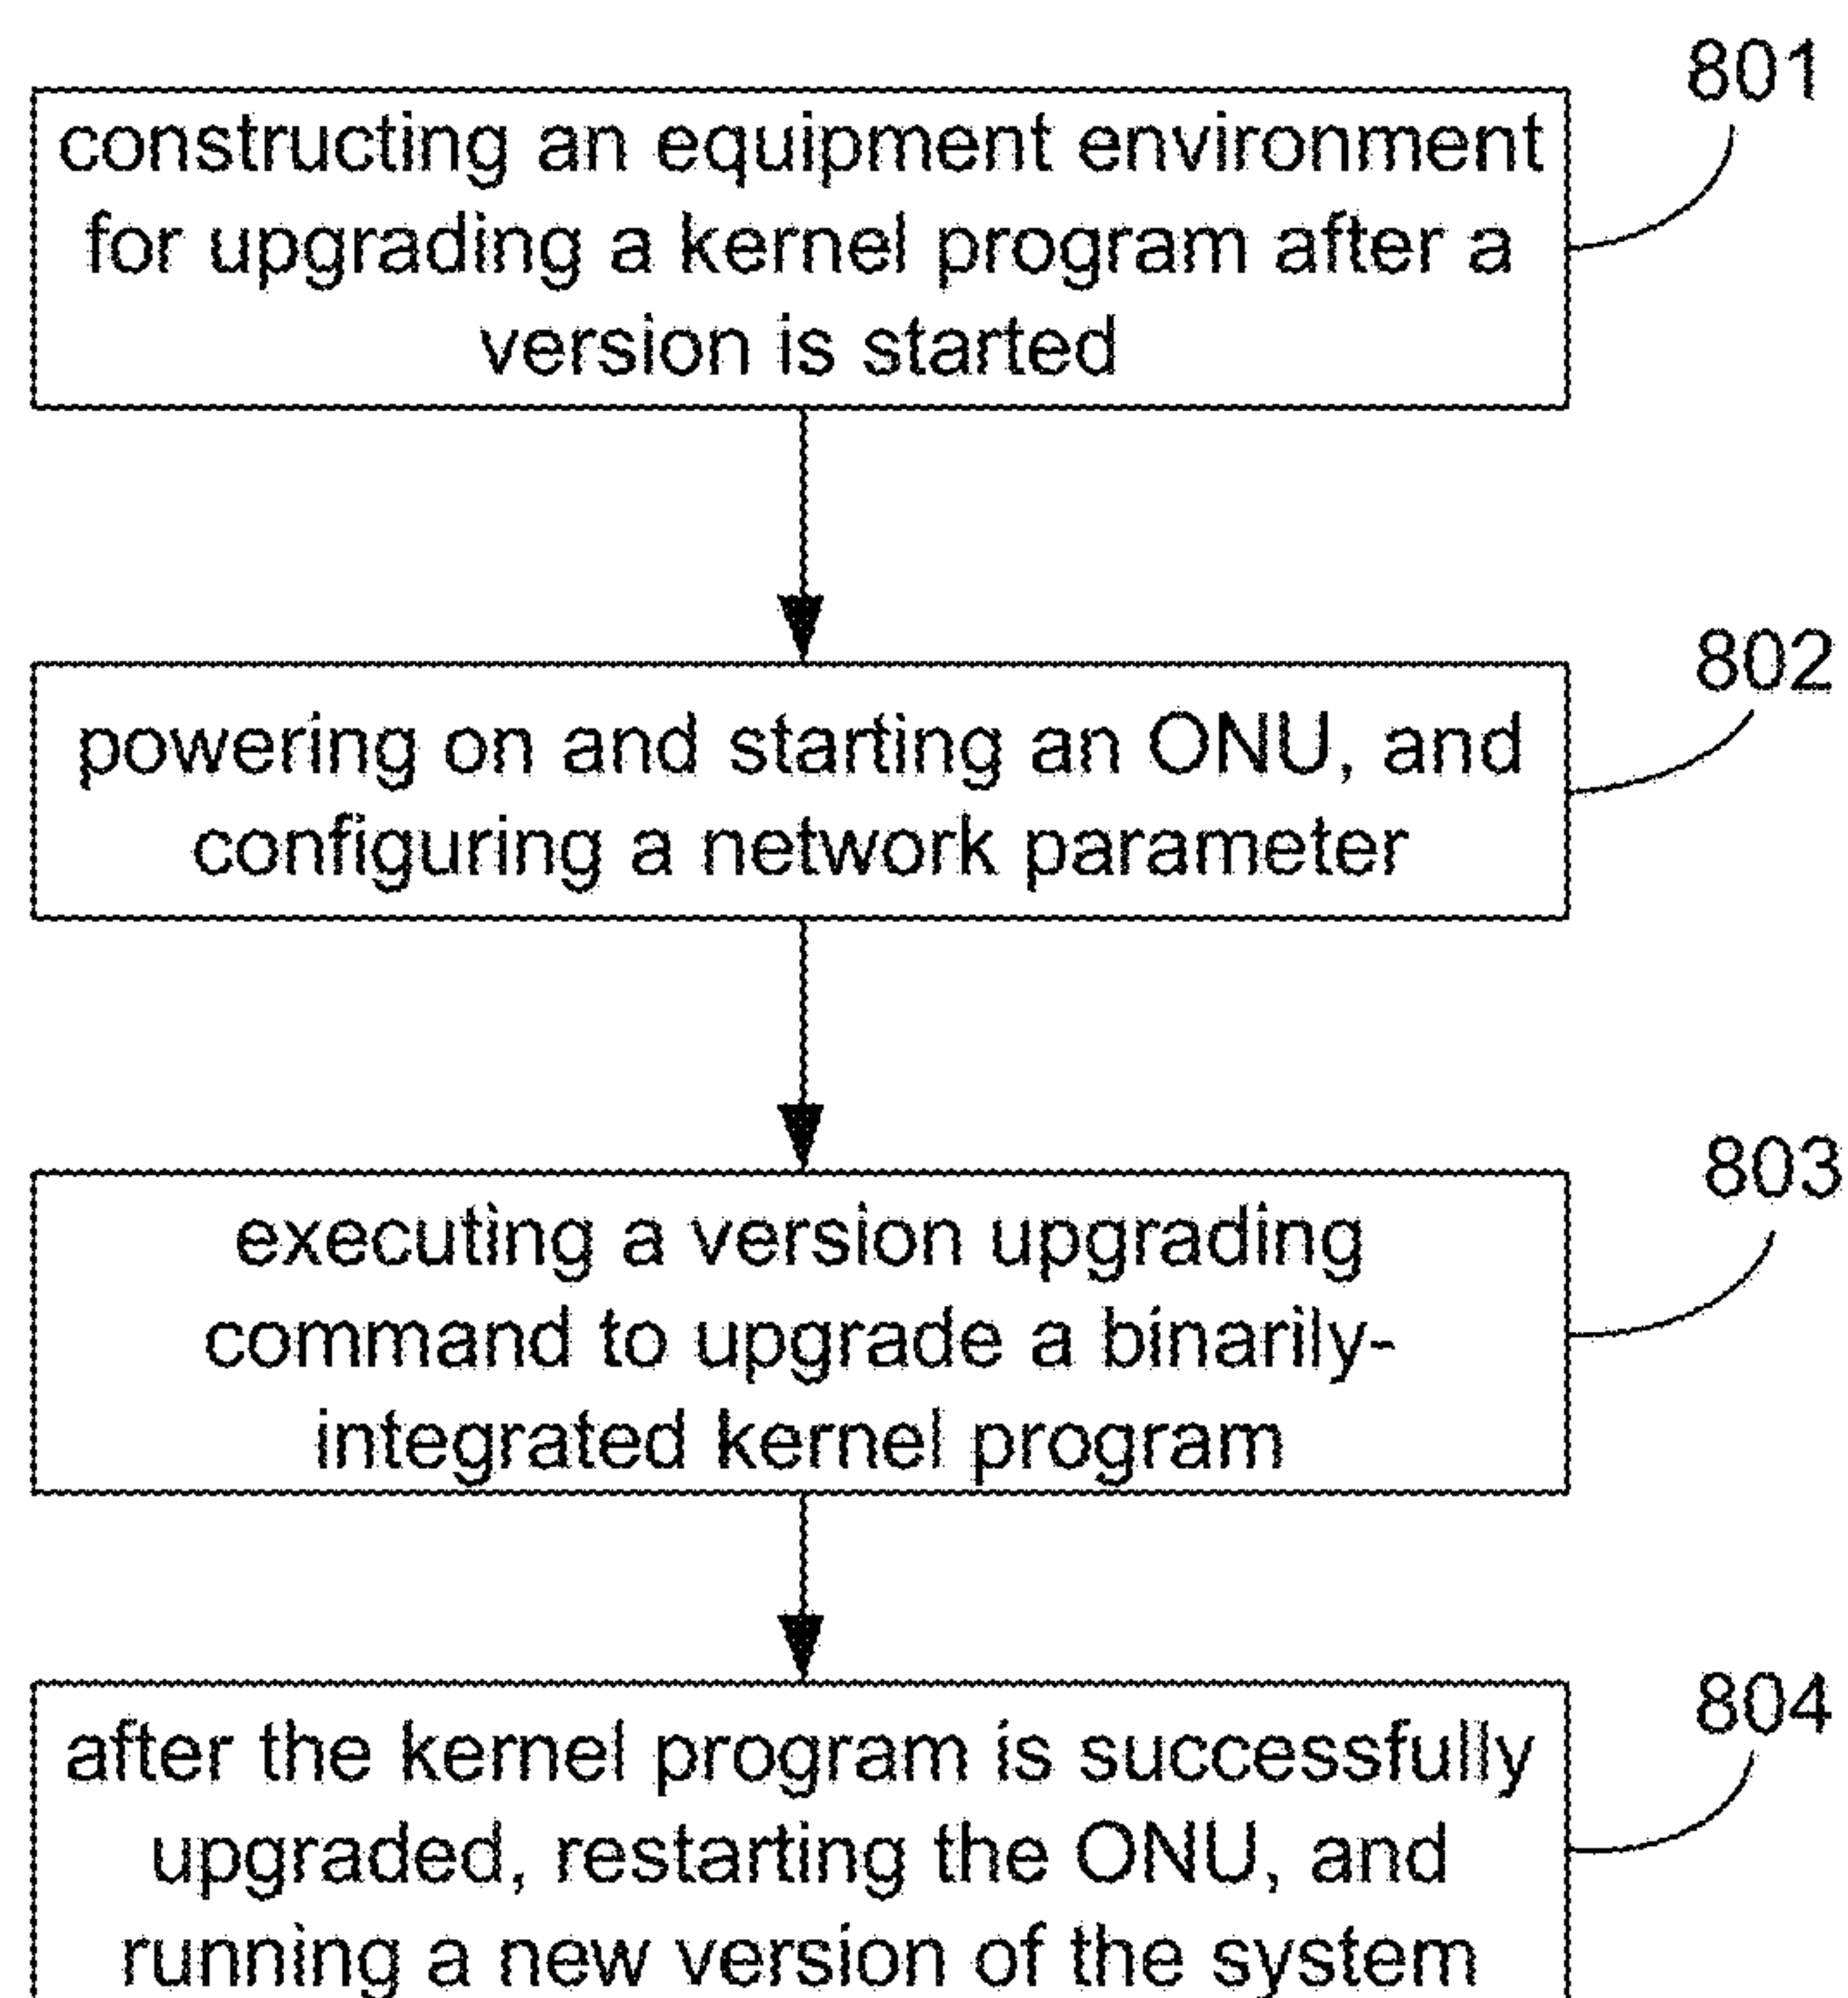 801
constructing an equipment environment
for upgrading a kernel program after a
version is started
802
powering on and starting an ONU, and
configuring a network parameter
803
executing a version upgrading
command to upgrade a binarily-
integrated kernel program
804
after the kernel program is successfully
upgraded, restarting the ONU, and
running a new version of the system